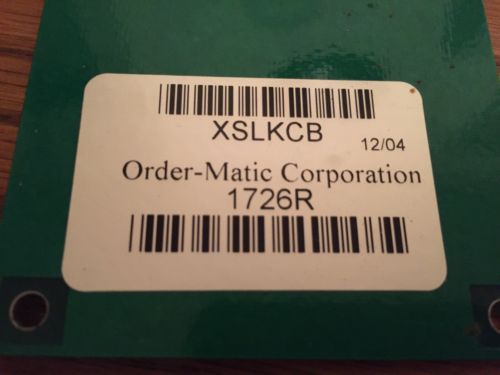 XSLKCB
12/04
Order-Matic Corporation
1726R